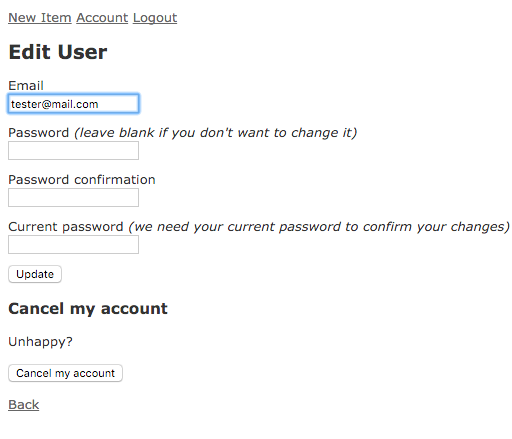 New Item Account Logout
Edit User
Email
tester@mail.com
Password (leave blank if you don't want to change it)
Password confirmation
Current password (we need your current password to confirm your changes)
Update
Cancel my account
Unhappy?
Cancel my account
Back